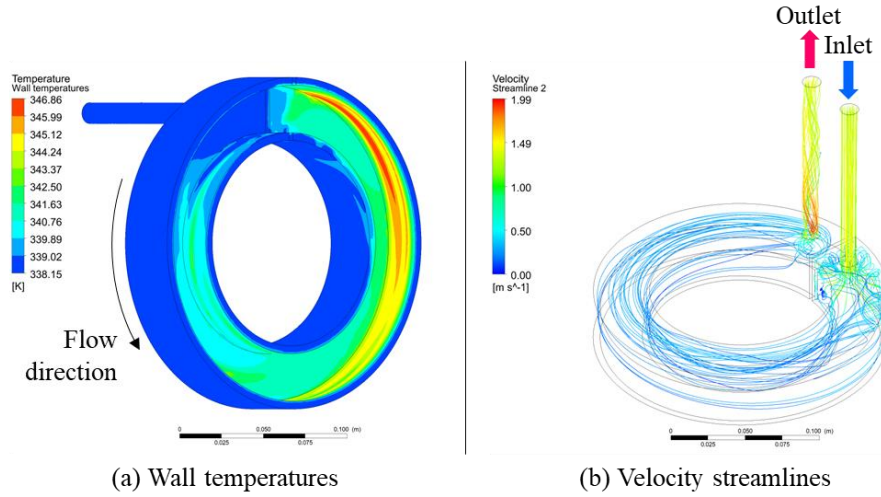 Outlet
Inlet
Temperature
Wall temperatures
346.86
345.99
345.12
344.24
343.37
342.50
341.63
340.76
339.89
339.02
338.15
[K]
Flow
direction
0 0.050 0.100 (m)
0.025 0.075
(a) Wall temperatures
Velocity
Streamline 2
1.99
1.49
1.00
0.50
0.00
[m s^-1]
0 0.050 0.100 (m)
0.025 0.075
(b) Velocity streamlines